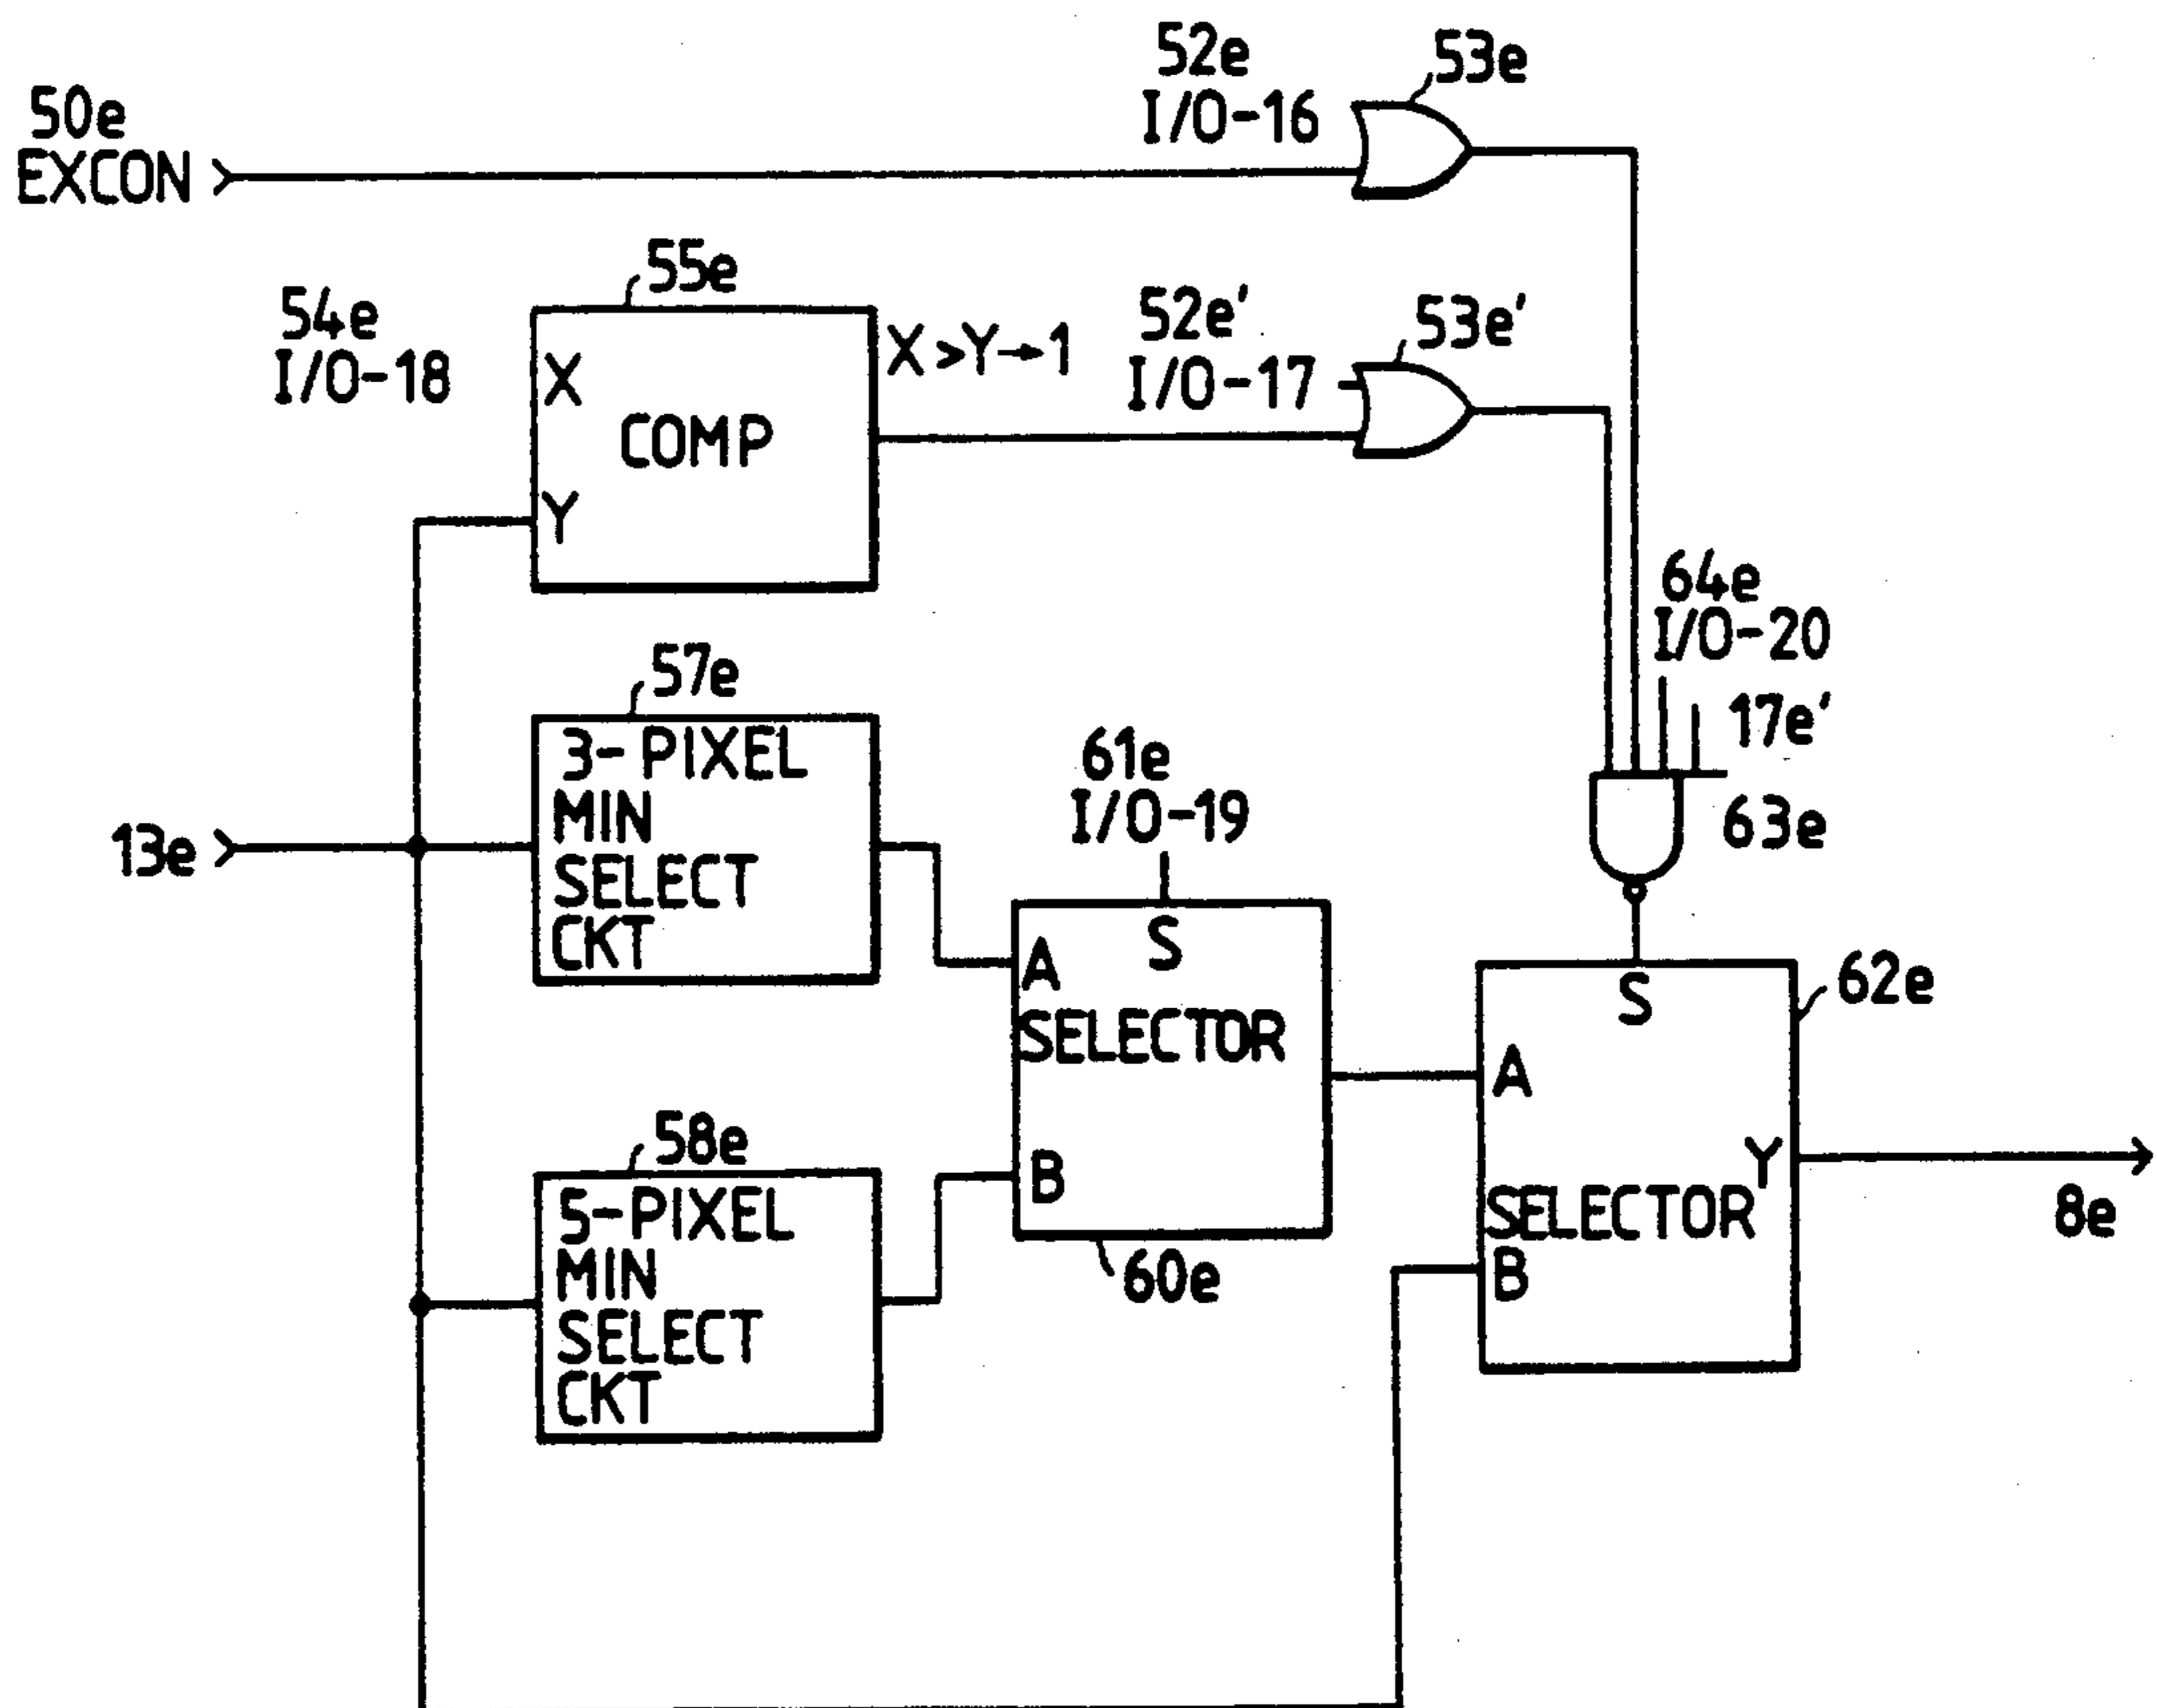 50e
EXCON
52e
I/O-16
53e
54e
I/O-18
55e
X
COMP
Y
X>Y→1
52e'
I/O-17
53e'
64e
I/O-20
17e'
63e
13e
57e
3-PIXEL
MIN
SELECT
CKT
61e
I/O-19
S
A
SELECTOR
B
60e
58e
5-PIXEL
MIN
SELECT
CKT
S
62e
A
Y
SELECTOR
B
8e